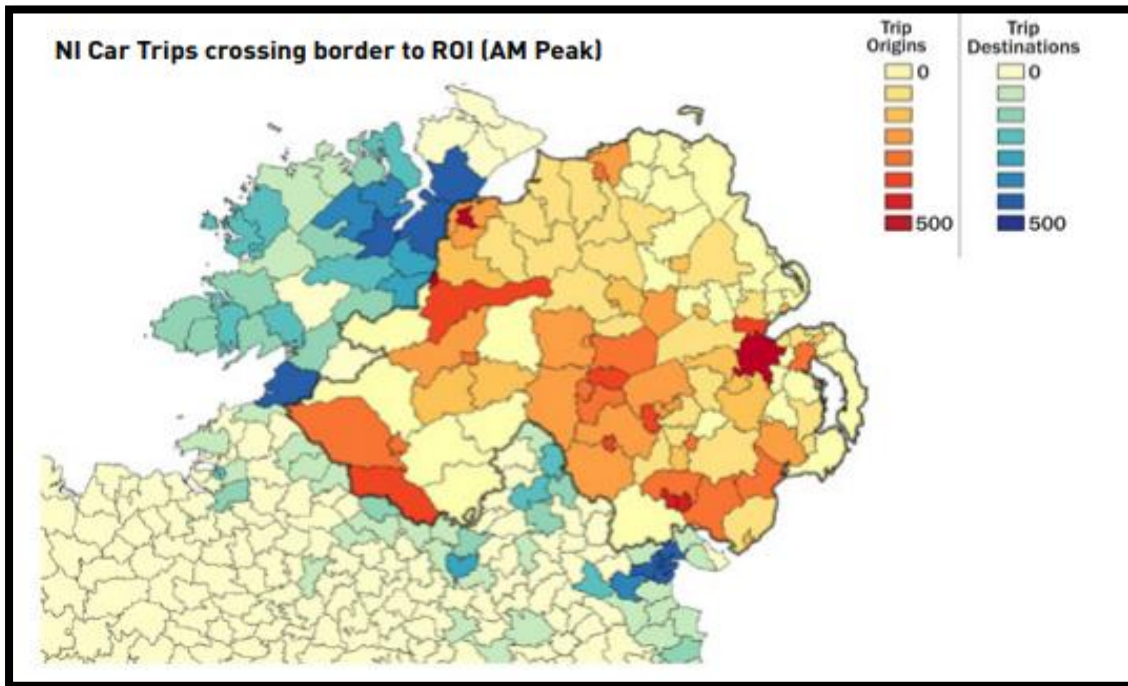 NI Car Trips crossing border to ROI (AM Peak)
Trip
Origins
0
500
Trip
Destinations
0
500